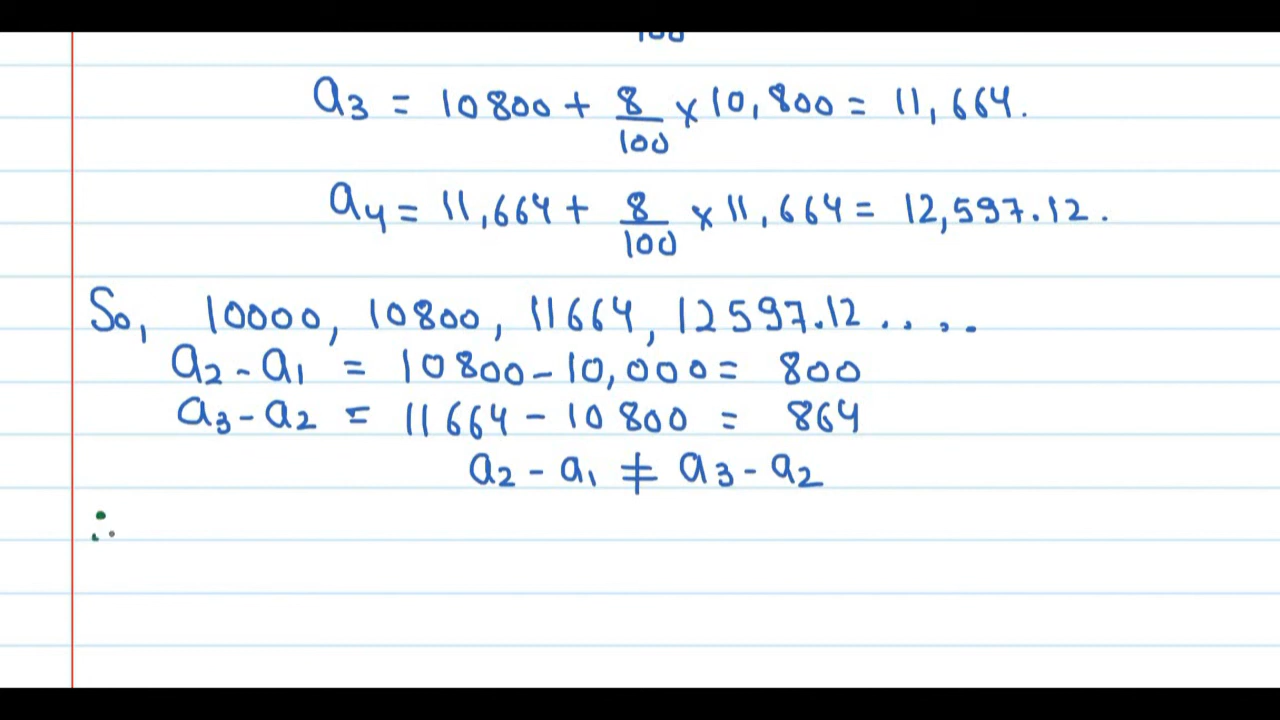 100
a3 = 10800 + 8/100 × 10,800 = 11,664.
a4 = 11,664 + 8/100 × 11,664 = 12,597.12.
So, 10000, 10800, 11664, 12597.12 . . . .
a2 - a1 = 10800 - 10,000 = 800
a3 - a2 = 11664 - 10800 = 864
a2 - a1 ≠ a3 - a2
∴